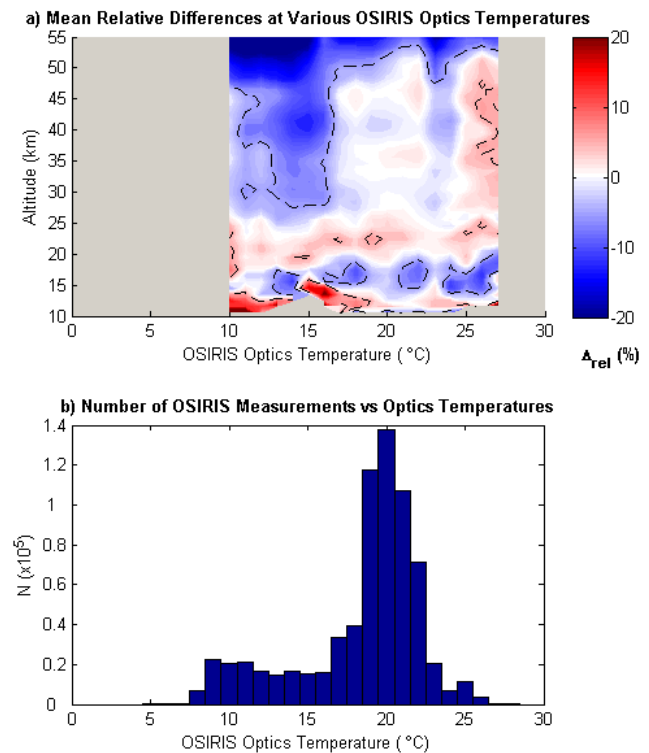 a) Mean Relative Differences at Various OSIRIS Optics Temperatures
55
50
45
40
35
30
25
20
15
10
Altitude (km)
0 5 10 15 20 25 30
OSIRIS Optics Temperature ( °C)
20
10
0
-10
-20
Δrel (%)
b) Number of OSIRIS Measurements vs Optics Temperatures
1.4
1.2
1
0.8
0.6
0.4
0.2
0
N (x10⁵)
0 5 10 15 20 25 30
OSIRIS Optics Temperature ( °C)